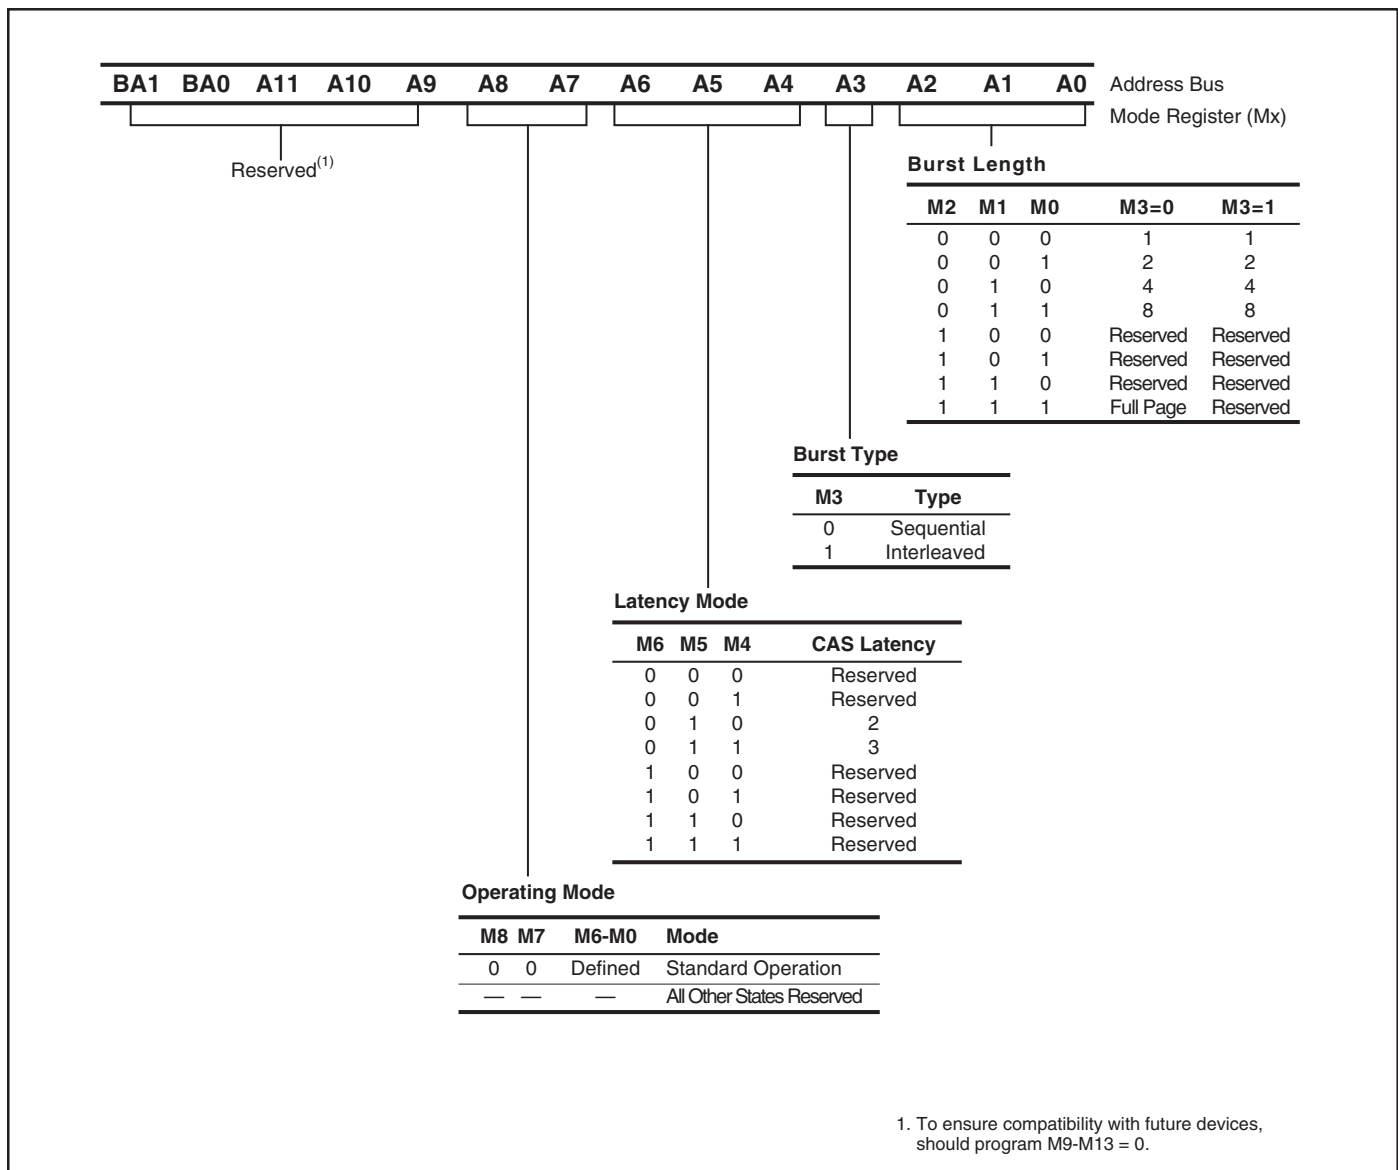 BA1 BA0 A11 A10 A9 A8 A7 A6 A5 A4 A3 A2 A1 A0 Address Bus
Mode Register (Mx)
Reserved(1)
Burst Length
M2 M1 M0 M3=0 M3=1
0 0 0 1 1
0 0 1 2 2
0 1 0 4 4
0 1 1 8 8
1 0 0 Reserved Reserved
1 0 1 Reserved Reserved
1 1 0 Reserved Reserved
1 1 1 Full Page Reserved
Burst Type
M3 Type
0 Sequential
1 Interleaved
Latency Mode
M6 M5 M4 CAS Latency
0 0 0 Reserved
0 0 1 Reserved
0 1 0 2
0 1 1 3
1 0 0 Reserved
1 0 1 Reserved
1 1 0 Reserved
1 1 1 Reserved
Operating Mode
M8 M7 M6-M0 Mode
0 0 Defined Standard Operation
— — — All Other States Reserved
1. To ensure compatibility with future devices,
should program M9-M13 = 0.